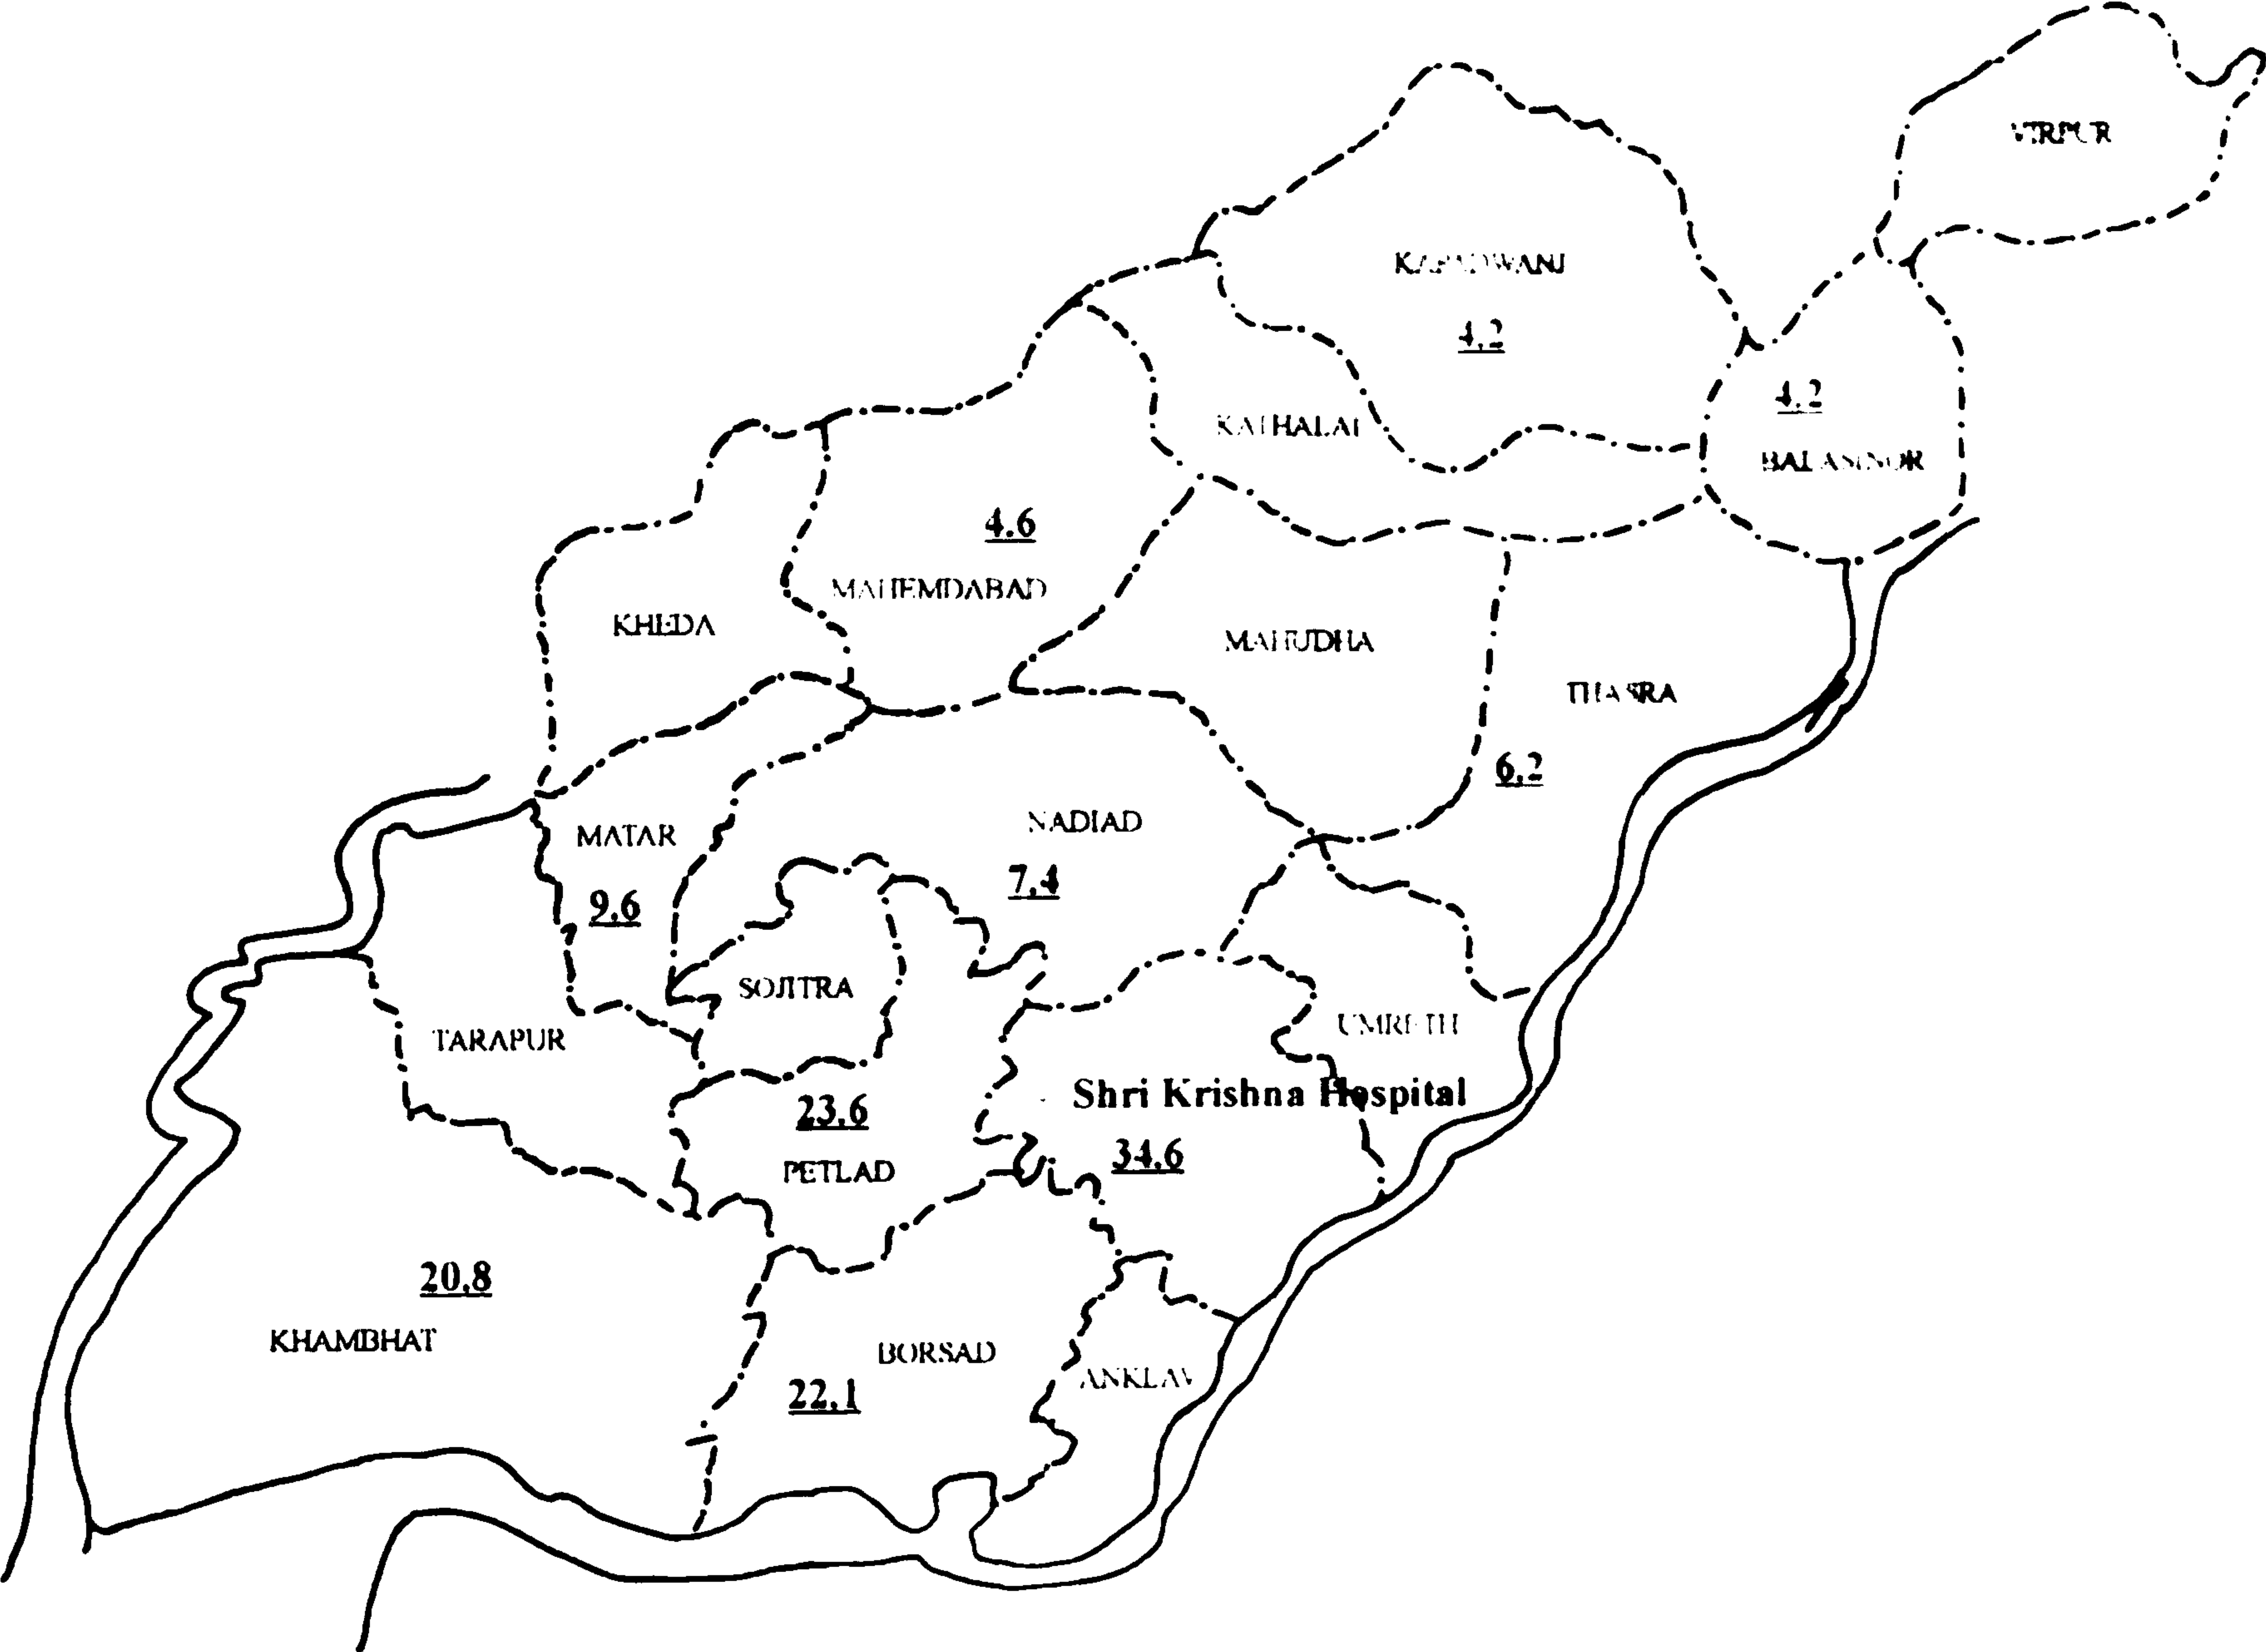 VIRPUR
KAPADWANJ
4.2
4.2
KATHALAL
BALASINOR
4.6
MAHEMDABAD
KHEDA
MAHUDHA
THASRA
6.2
NADIAD
MATAR
7.4
9.6
SOJITRA
UMRETH
TARAPUR
Shri Krishna Hospital
23.6
34.6
PETLAD
20.8
KHAMBHAT
BORSAD
ANKLAV
22.1